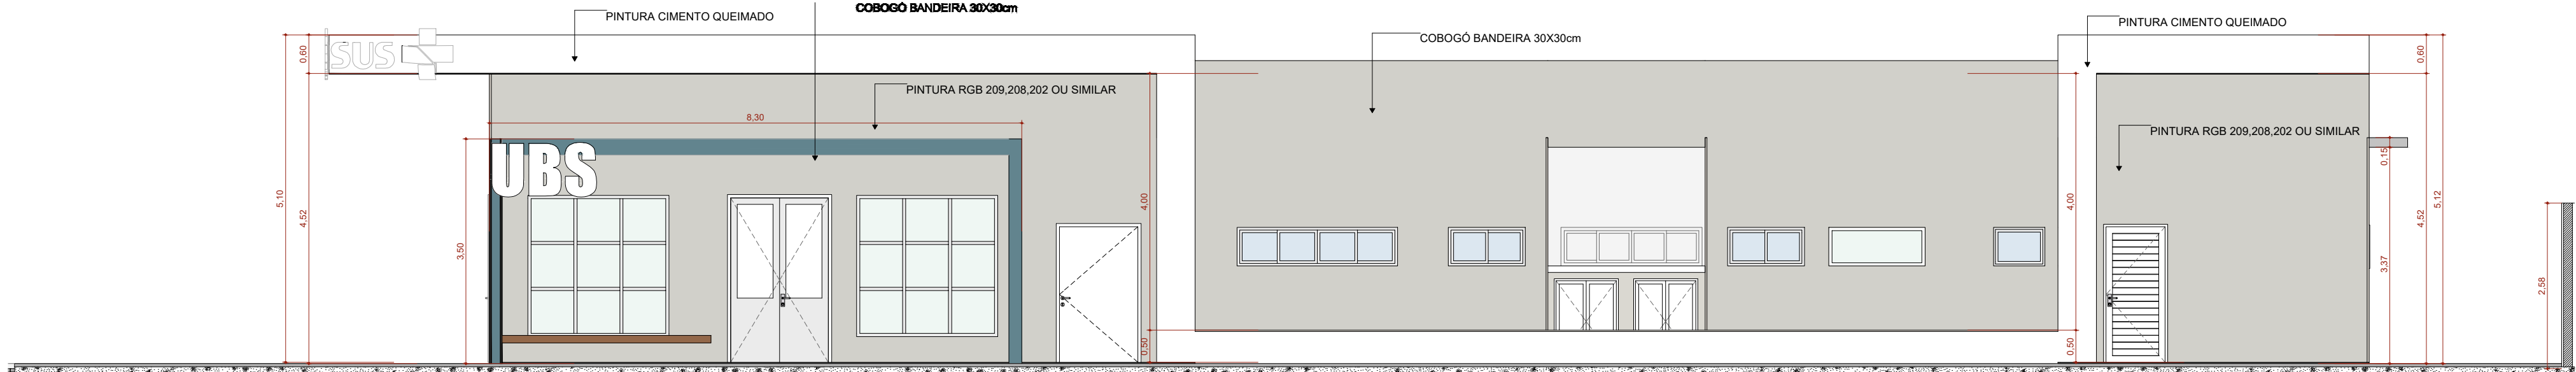 COBOGÓ BANDEIRA 30X30cm
PINTURA CIMENTO QUEIMADO
PINTURA CIMENTO QUEIMADO
COBOGÓ BANDEIRA 30X30cm
SUS
0,60
0,60
PINTURA RGB 209,208,202 OU SIMILAR
8,30
PINTURA RGB 209,208,202 OU SIMILAR
UBS
0,15
5,10
4,52
3,50
4,00
4,00
3,37
4,52
5,12
2,58
0,50
0,50